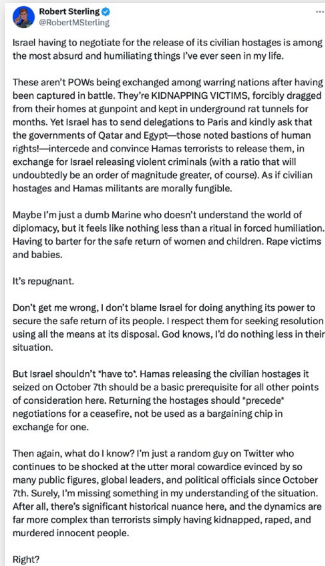 Robert Sterling
@RobertMSterling
Israel having to negotiate for the release of its civilian hostages is among
the most absurd and humiliating things I've ever seen in my life.
These aren't POWs being exchanged among warring nations after having
been captured in battle. They're KIDNAPPING VICTIMS, forcibly dragged
from their homes at gunpoint and kept in underground rat tunnels for
months. Yet Israel has to send delegations to Paris and kindly ask that
the governments of Qatar and Egypt—those noted bastions of human
rights!—intercede and convince Hamas terrorists to release them, in
exchange for Israel releasing violent criminals (with a ratio that will
undoubtedly be an order of magnitude greater, of course). As if civilian
hostages and Hamas militants are morally fungible.
Maybe I'm just a dumb Marine who doesn't understand the world of
diplomacy, but it feels like nothing less than a ritual in forced humiliation.
Having to barter for the safe return of women and children. Rape victims
and babies.
It's repugnant.
Don't get me wrong, I don't blame Israel for doing anything its power to
secure the safe return of its people. I respect them for seeking resolution
using all the means at its disposal. God knows, I'd do nothing less in their
situation.
But Israel shouldn't *have to*. Hamas releasing the civilian hostages it
seized on October 7th should be a basic prerequisite for all other points
of consideration here. Returning the hostages should *precede*
negotiations for a ceasefire, not be used as a bargaining chip in
exchange for one.
Then again, what do I know? I'm just a random guy on Twitter who
continues to be shocked at the utter moral cowardice evinced by so
many public figures, global leaders, and political officials since October
7th. Surely, I'm missing something in my understanding of the situation.
After all, there's significant historical nuance here, and the dynamics are
far more complex than terrorists simply having kidnapped, raped, and
murdered innocent people.
Right?